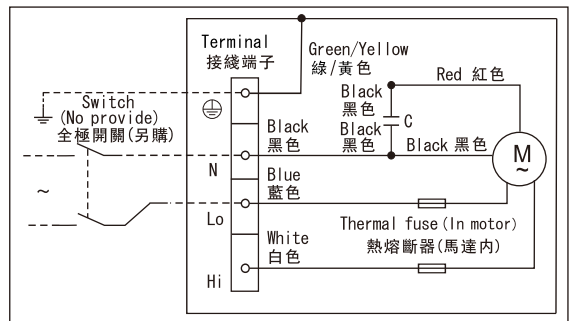 Terminal
接綫端子
Green/Yellow
綠/黃色
Red 紅色
Black
黑色
C
Black
黑色
Switch
(No provide)
全極開關(另購)
Black
黑色
Black 黑色
M
~
N
Blue
藍色
~
Lo
Thermal fuse (In motor)
熱熔斷器(馬達内)
White
白色
Hi